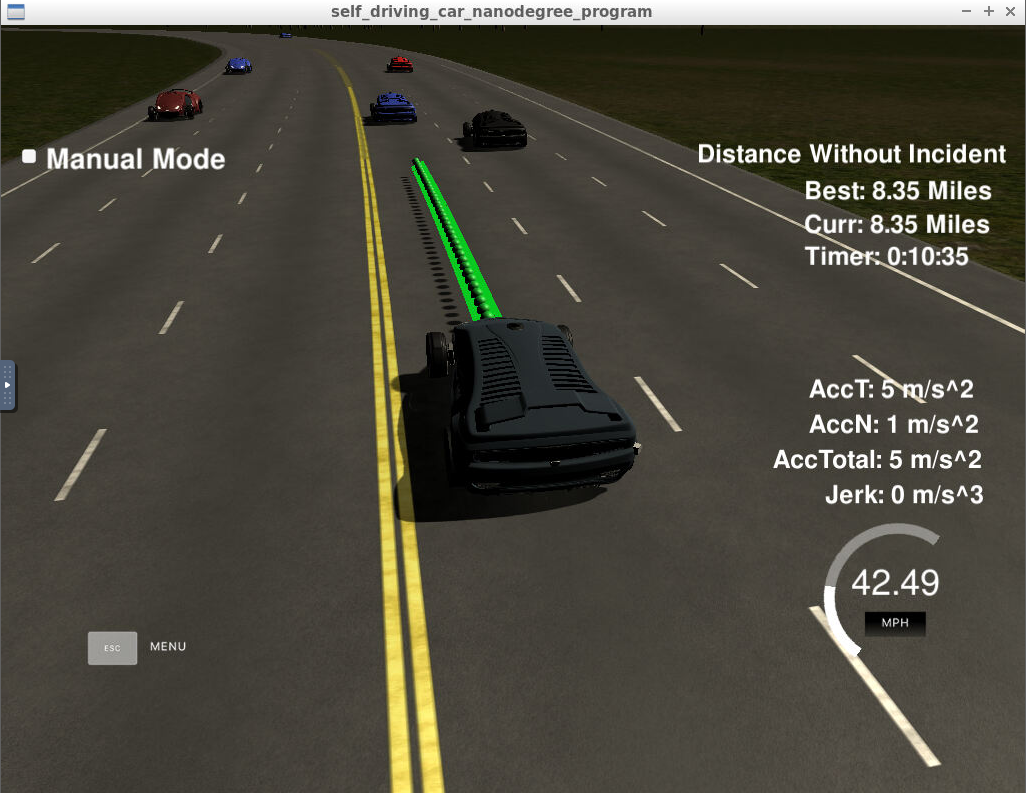 self_driving_car_nanodegree_program
Manual Mode
Distance Without Incident
Best: 8.35 Miles
Curr: 8.35 Miles
Timer: 0:10:35
AccT: 5 m/s^2
AccN: 1 m/s^2
AccTotal: 5 m/s^2
Jerk: 0 m/s^3
42.49
MPH
ESC MENU